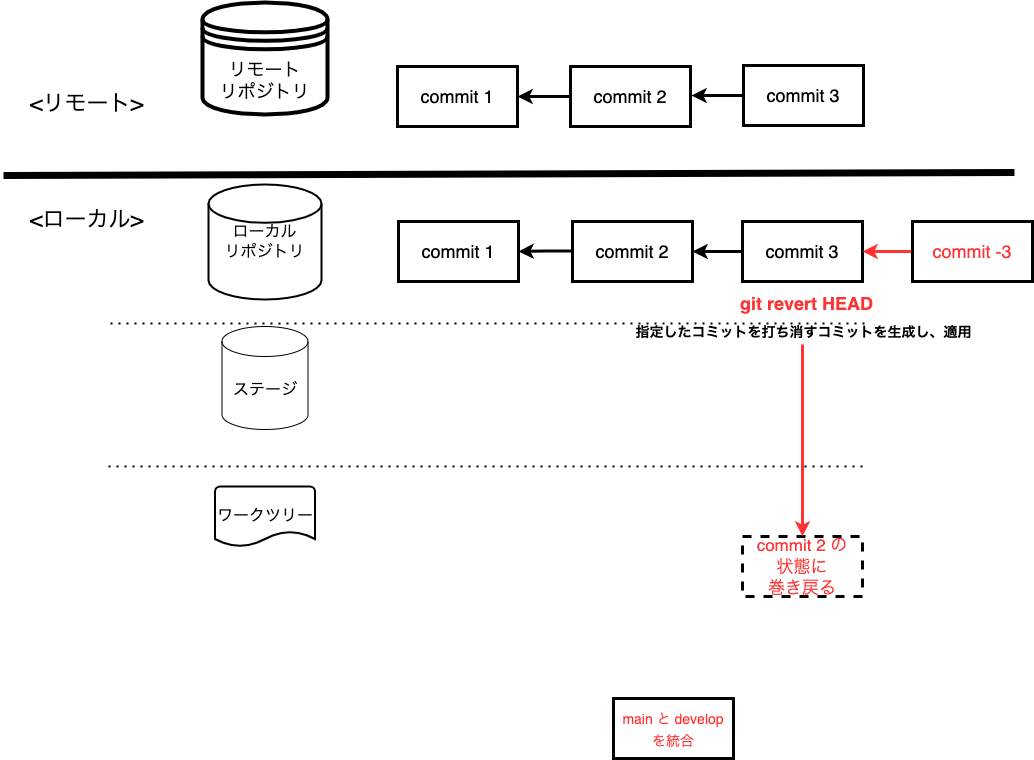 リモート
リポジトリ
<リモート>
commit 1
commit 2
commit 3
<ローカル>
ローカル
リポジトリ
commit 1
commit 2
commit 3
commit -3
git revert HEAD
指定したコミットを打ち消すコミットを生成し、適用
ステージ
ワークツリー
commit 2 の
状態に
巻き戻る
main と develop
を統合